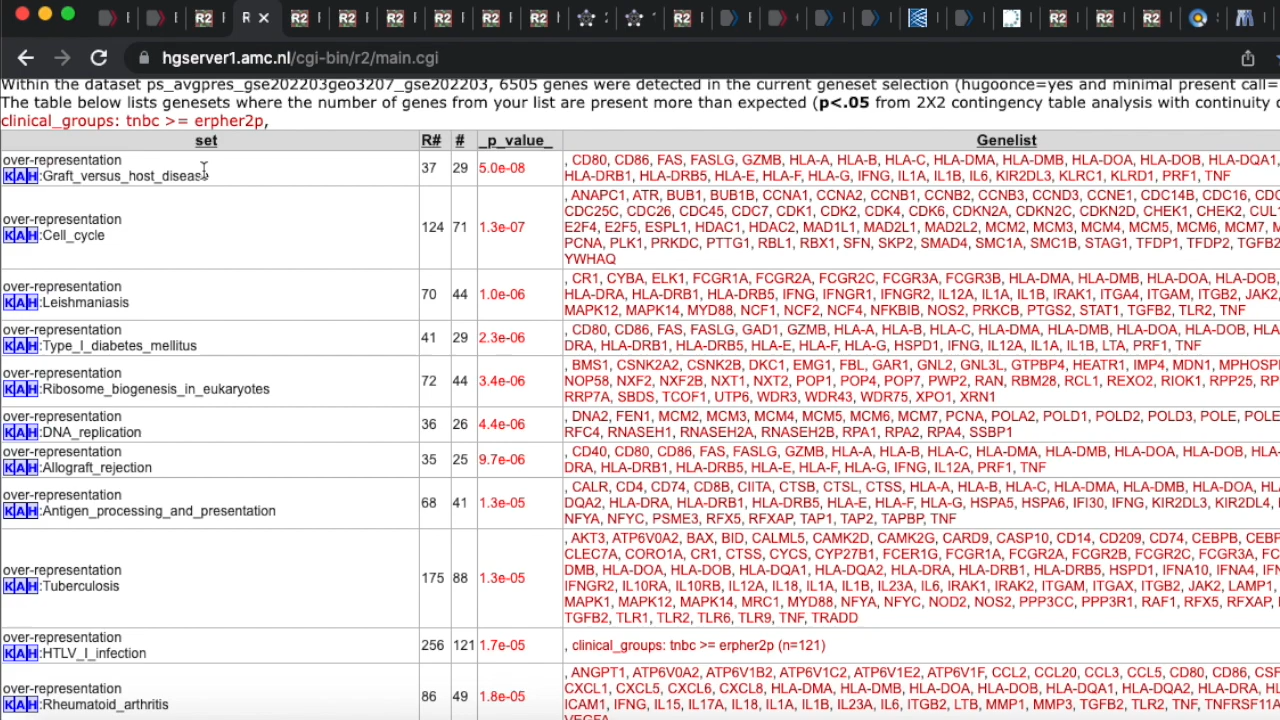 hgserver1.amc.nl/cgi-bin/r2/main.cgi
Within the dataset ps_avgpres_gse202203geo3207_gse202203, 6505 genes were detected in the current geneset selection (hugoonce=yes and minimal present call=
The table below lists genesets where the number of genes from your list are present more than expected (p<.05 from 2X2 contingency table analysis with continuity
clinical_groups: tnbc >= erpher2p,
set R# # _p_value_ Genelist
over-representation
KAH:Graft_versus_host_disease
37 29 5.0e-08
, CD80, CD86, FAS, FASLG, GZMB, HLA-A, HLA-B, HLA-C, HLA-DMA, HLA-DMB, HLA-DOA, HLA-DOB, HLA-DQA1,
HLA-DRB1, HLA-DRB5, HLA-E, HLA-F, HLA-G, IFNG, IL1A, IL1B, IL6, KIR2DL3, KLRC1, KLRD1, PRF1, TNF
over-representation
KAH:Cell_cycle
124 71 1.3e-07
, ANAPC1, ATR, BUB1, BUB1B, CCNA1, CCNA2, CCNB1, CCNB2, CCNB3, CCND3, CCNE1, CDC14B, CDC16,
CDC25C, CDC26, CDC45, CDC7, CDK1, CDK2, CDK4, CDK6, CDKN2A, CDKN2C, CDKN2D, CHEK1, CHEK2,
E2F4, E2F5, ESPL1, HDAC1, HDAC2, MAD1L1, MAD2L1, MAD2L2, MCM2, MCM3, MCM4, MCM5, MCM6, MCM7,
PCNA, PLK1, PRKDC, PTTG1, RBL1, RBX1, SFN, SKP2, SMAD4, SMC1A, SMC1B, STAG1, TFDP1, TFDP2,
YWHAQ
over-representation
KAH:Leishmaniasis
70 44 1.0e-06
, CR1, CYBA, ELK1, FCGR1A, FCGR2A, FCGR2C, FCGR3A, FCGR3B, HLA-DMA, HLA-DMB, HLA-DOA, HLA-DOB,
HLA-DRA, HLA-DRB1, HLA-DRB5, IFNG, IFNGR1, IFNGR2, IL12A, IL1A, IL1B, IRAK1, ITGA4, ITGAM, ITGB2,
MAPK12, MAPK14, MYD88, NCF1, NCF2, NCF4, NFKBIB, NOS2, PRKCB, PTGS2, STAT1, TGFB2, TLR2, TNF
over-representation
KAH:Type_I_diabetes_mellitus
41 29 2.3e-06
, CD80, CD86, FAS, FASLG, GAD1, GZMB, HLA-A, HLA-B, HLA-C, HLA-DMA, HLA-DMB, HLA-DOA,
DRA, HLA-DRB1, HLA-DRB5, HLA-E, HLA-F, HLA-G, HSPD1, IFNG, IL12A, IL1A, IL1B, LTA, PRF1, TNF
over-representation
KAH:Ribosome_biogenesis_in_eukaryotes
72 44 3.4e-06
, BMS1, CSNK2A2, CSNK2B, DKC1, EMG1, FBL, GAR1, GNL2, GNL3L, GTPBP4, HEATR1, IMP4, MDN1,
NOP58, NXF2, NXF2B, NXT1, NXT2, POP1, POP4, POP7, PWP2, RAN, RBM28, RCL1, REXO2, RIOK1, RPP25,
RRP7A, SBDS, TCOF1, UTP6, WDR3, WDR43, WDR75, XPO1, XRN1
over-representation
KAH:DNA_replication
36 26 4.4e-06
, DNA2, FEN1, MCM2, MCM3, MCM4, MCM5, MCM6, MCM7, PCNA, POLA2, POLD1, POLD2, POLD3, POLE,
RFC4, RNASEH1, RNASEH2A, RNASEH2B, RPA1, RPA2, RPA4, SSBP1
over-representation
KAH:Allograft_rejection
35 25 9.7e-06
, CD40, CD80, CD86, FAS, FASLG, GZMB, HLA-A, HLA-B, HLA-C, HLA-DMA, HLA-DMB, HLA-DOA, HLA-DOB,
DRA, HLA-DRB1, HLA-DRB5, HLA-E, HLA-F, HLA-G, IFNG, IL12A, PRF1, TNF
over-representation
KAH:Antigen_processing_and_presentation
68 41 1.3e-05
, CALR, CD4, CD74, CD8B, CIITA, CTSB, CTSL, CTSS, HLA-A, HLA-B, HLA-C, HLA-DMA, HLA-DMB, HLA-DOA,
DQA2, HLA-DRA, HLA-DRB1, HLA-DRB5, HLA-E, HLA-F, HLA-G, HSPA5, HSPA6, IFI30, IFNG, KIR2DL3, KIR2DL4,
NFYA, NFYC, PSME3, RFX5, RFXAP, TAP1, TAP2, TAPBP, TNF
over-representation
KAH:Tuberculosis
175 88 1.3e-05
, AKT3, ATP6V0A2, BAX, BID, CALML5, CAMK2D, CAMK2G, CARD9, CASP10, CD14, CD209, CD74, CEBPB,
CLEC7A, CORO1A, CR1, CTSS, CYCS, CYP27B1, FCER1G, FCGR1A, FCGR2A, FCGR2B, FCGR2C, FCGR3A,
DMB, HLA-DOA, HLA-DOB, HLA-DQA1, HLA-DQA2, HLA-DRA, HLA-DRB1, HLA-DRB5, HSPD1, IFNA10, IFNA4,
IFNGR2, IL10RA, IL10RB, IL12A, IL18, IL1A, IL1B, IL23A, IL6, IRAK1, IRAK2, ITGAM, ITGAX, ITGB2, JAK2, LAMP1,
MAPK1, MAPK12, MAPK14, MRC1, MYD88, NFYA, NFYC, NOD2, NOS2, PPP3CC, PPP3R1, RAF1, RFX5, RFXAP,
TGFB2, TLR1, TLR2, TLR6, TLR9, TNF, TRADD
over-representation
KAH:HTLV_I_infection
256 121 1.7e-05
, clinical_groups: tnbc >= erpher2p (n=121)
over-representation
KAH:Rheumatoid_arthritis
86 49 1.8e-05
, ANGPT1, ATP6V0A2, ATP6V1B2, ATP6V1C2, ATP6V1E2, ATP6V1F, CCL2, CCL20, CCL3, CCL5, CD80, CD86,
CXCL1, CXCL5, CXCL6, CXCL8, HLA-DMA, HLA-DMB, HLA-DOA, HLA-DOB, HLA-DQA1, HLA-DQA2, HLA-DRA,
ICAM1, IFNG, IL15, IL17A, IL18, IL1A, IL1B, IL23A, IL6, ITGB2, LTB, MMP1, MMP3, TGFB2, TLR2, TNF,